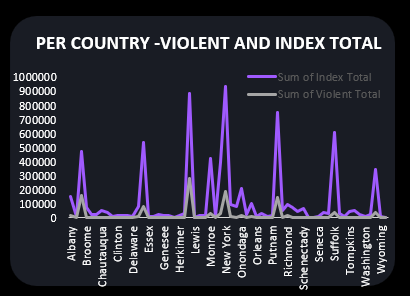 PER COUNTRY -VIOLENT AND INDEX TOTAL
1000000
900000
800000
700000
600000
500000
400000
300000
200000
100000
0
Sum of Index Total
Sum of Violent Total
Albany
Broome
Chautauqua
Clinton
Delaware
Essex
Genesee
Herkimer
Lewis
Monroe
New York
Onondaga
Orleans
Putnam
Richmond
Schenectady
Seneca
Suffolk
Tompkins
Washington
Wyoming